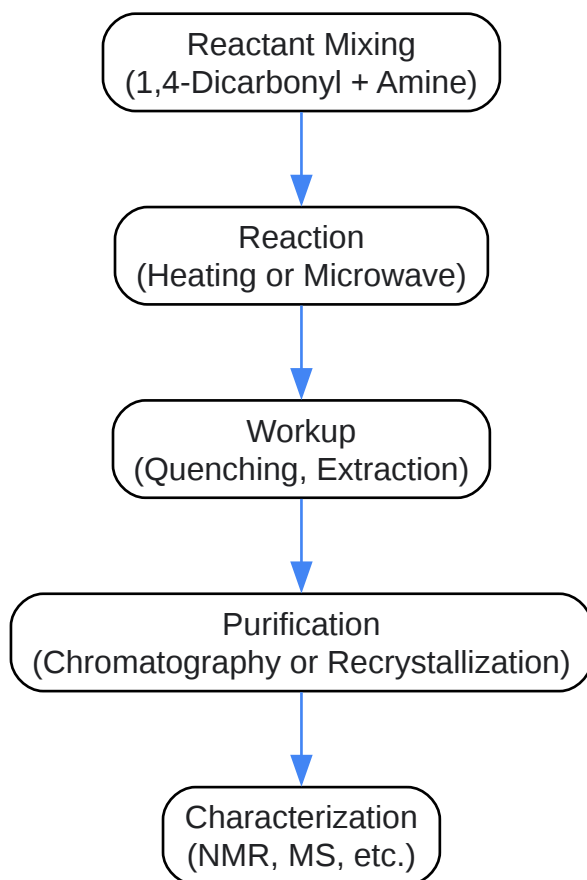 Reactant Mixing
(1,4-Dicarbonyl + Amine)
Reaction
(Heating or Microwave)
Workup
(Quenching, Extraction)
Purification
(Chromatography or Recrystallization)
Characterization
(NMR, MS, etc.)